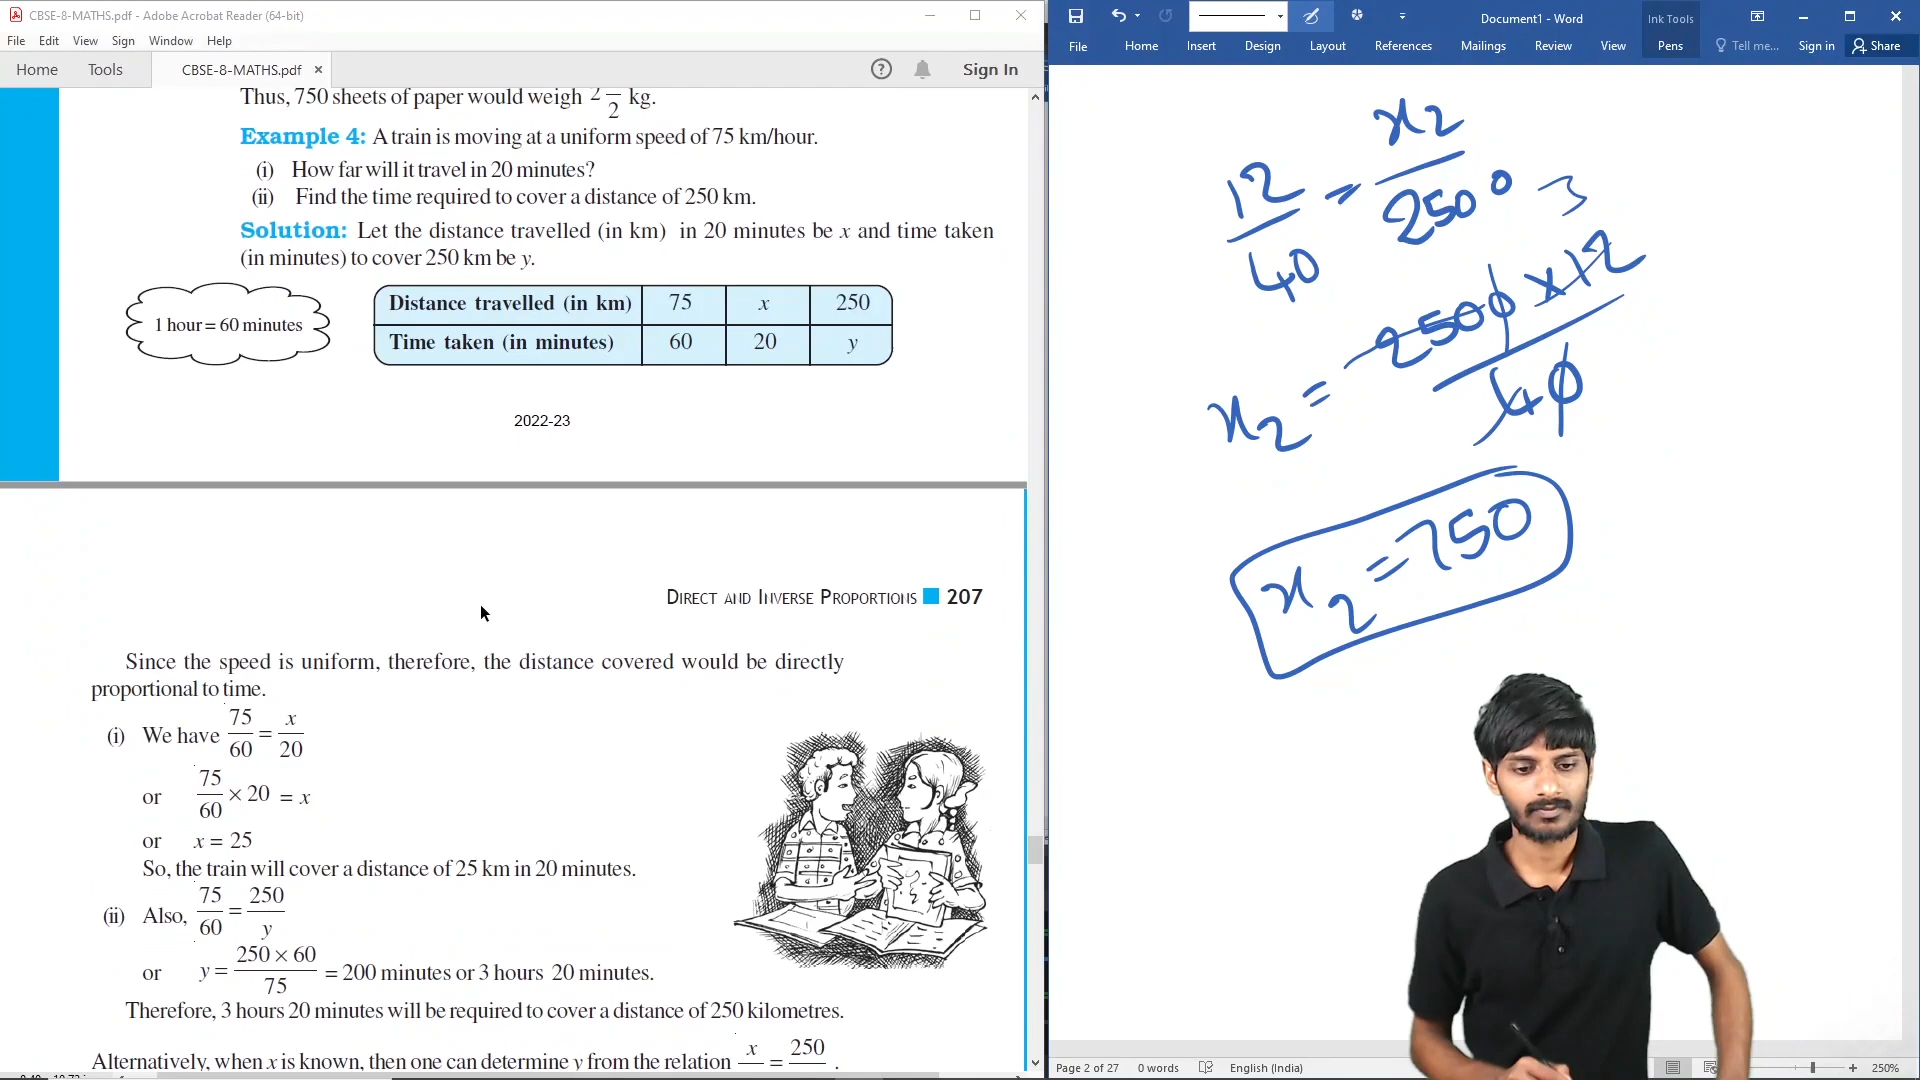 CBSE-8-MATHS.pdf - Adobe Acrobat Reader (64-bit)
File Edit View Sign Window Help
Home Tools CBSE-8-MATHS.pdf × Sign In
Thus, 750 sheets of paper would weigh 2 1/2 kg.
Example 4: A train is moving at a uniform speed of 75 km/hour.
(i) How far will it travel in 20 minutes?
(ii) Find the time required to cover a distance of 250 km.
Solution: Let the distance travelled (in km) in 20 minutes be x and time taken
(in minutes) to cover 250 km be y.
1 hour = 60 minutes
Distance travelled (in km) 75 x 250
Time taken (in minutes) 60 20 y
2022-23
DIRECT AND INVERSE PROPORTIONS 207
Since the speed is uniform, therefore, the distance covered would be directly
proportional to time.
(i) We have 75/60 = x/20
or 75/60 × 20 = x
or x = 25
So, the train will cover a distance of 25 km in 20 minutes.
(ii) Also, 75/60 = 250/y
or y = 250 × 60/75 = 200 minutes or 3 hours 20 minutes.
Therefore, 3 hours 20 minutes will be required to cover a distance of 250 kilometres.
Alternatively, when x is known, then one can determine y from the relation x/ = 250/ .
Document1 - Word Ink Tools
File Home Insert Design Layout References Mailings Review View Pens Tell me... Sign in Share
12/40 = x2/2500
3
x2 = 2500 × 12/40
x2 = 750
Page 2 of 27 0 words English (India) 250%